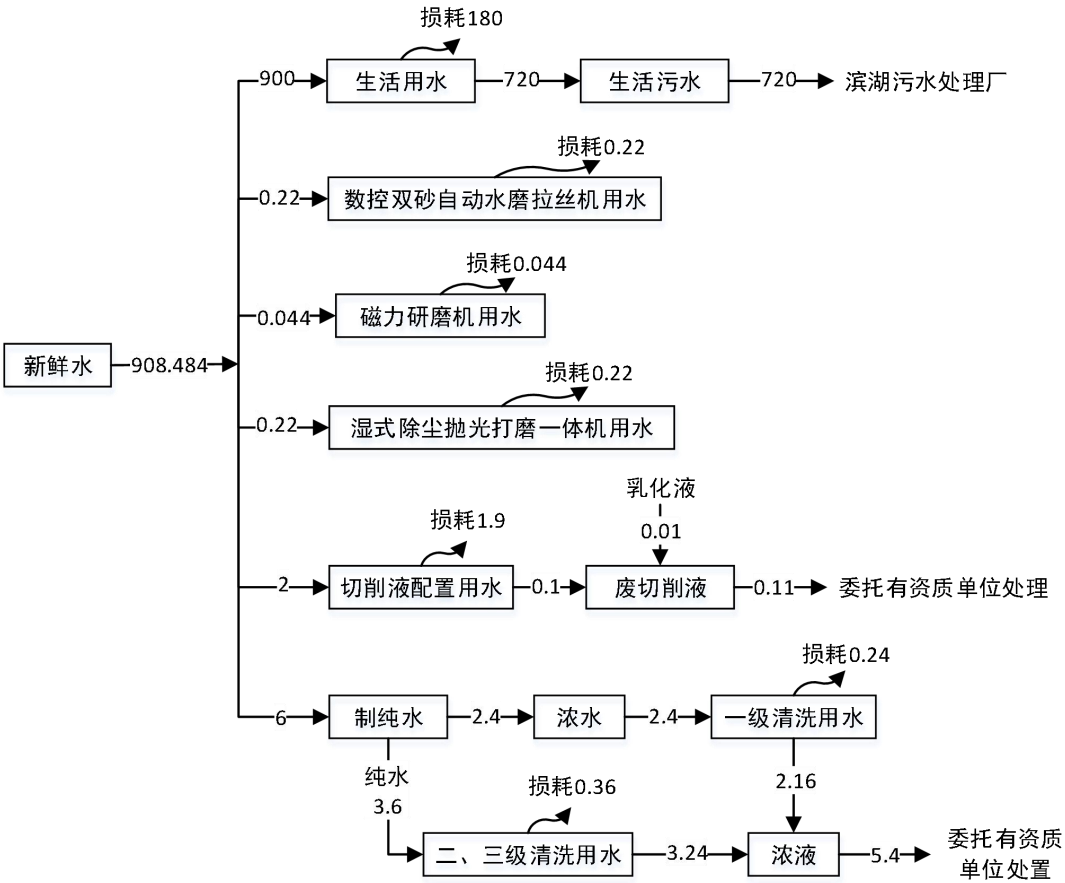 损耗180
900
生活用水
720
生活污水
720
滨湖污水处理厂
损耗0.22
0.22
数控双砂自动水磨拉丝机用水
损耗0.044
0.044
磁力研磨机用水
新鲜水
908.484
损耗0.22
0.22
湿式除尘抛光打磨一体机用水
乳化液
0.01
损耗1.9
2
切削液配置用水
0.1
废切削液
0.11
委托有资质单位处理
损耗0.24
6
制纯水
2.4
浓水
2.4
一级清洗用水
纯水
3.6
2.16
损耗0.36
二、三级清洗用水
3.24
浓液
5.4
委托有资质
单位处置